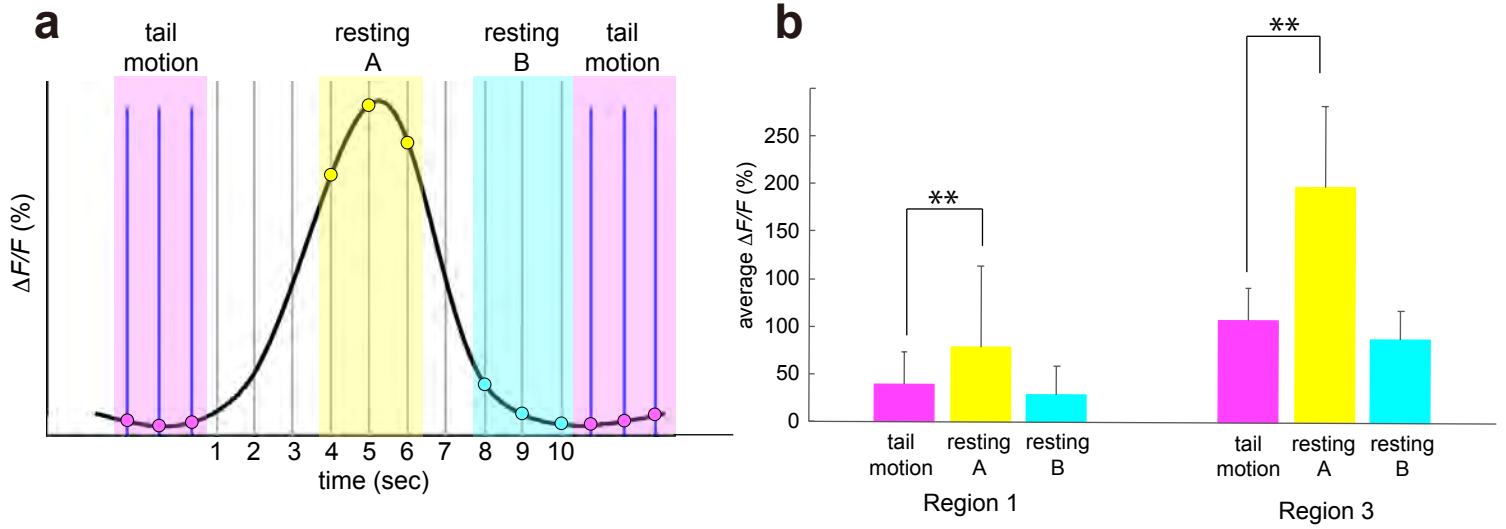 a
tail
motion
resting
A
resting
B
tail
motion
ΔF/F (%)
1 2 3 4 5 6 7 8 9 10
time (sec)
b
**
**
average ΔF/F (%)
250
200
150
100
100
50
0
tail
motion
resting
A
resting
B
Region 1
tail
motion
resting
A
resting
B
Region 3